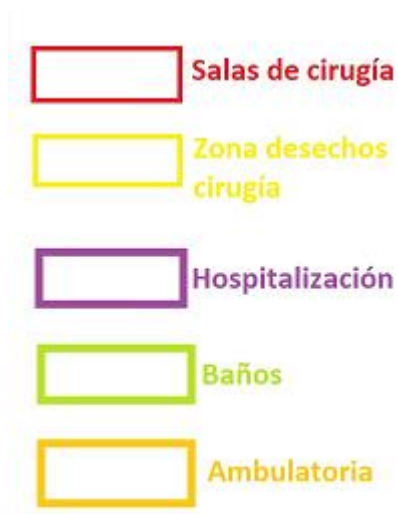 Salas de cirugía
Zona desechos
cirugía
Hospitalización
Baños
Ambulatoria